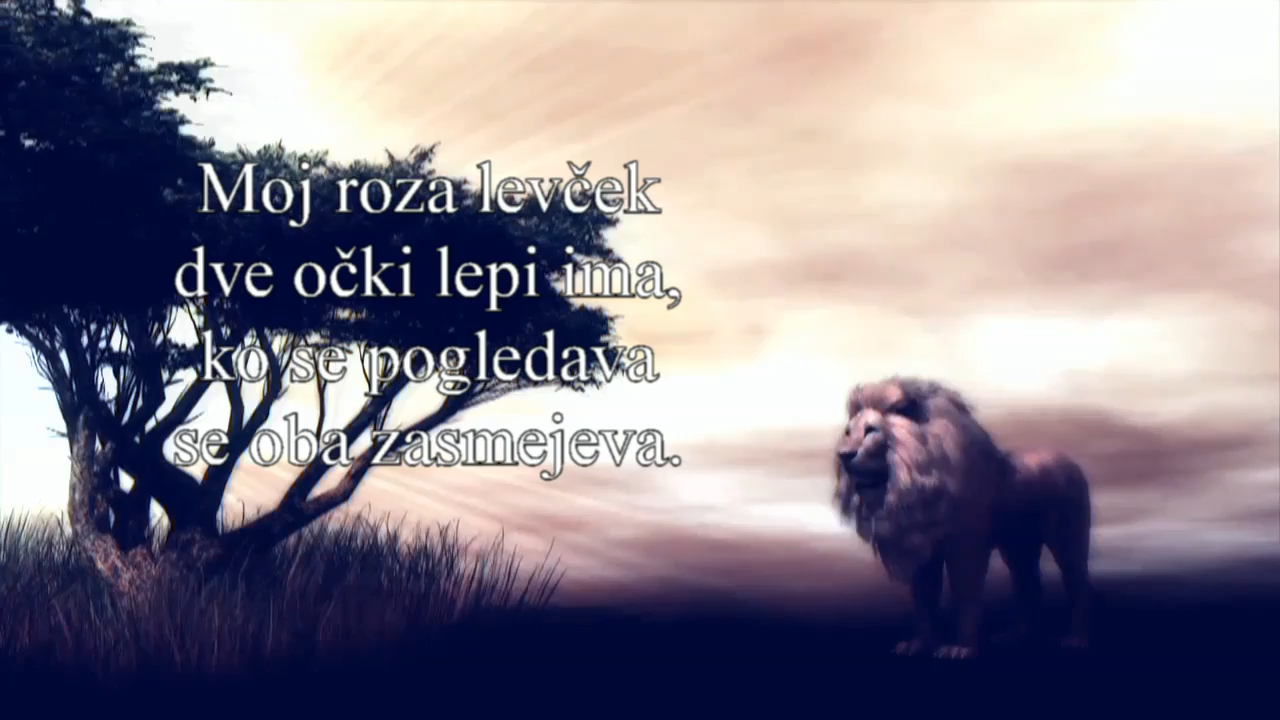 Moj roza levček
dve očki lepi ima,
ko se pogledava
se oba zasmejeva.